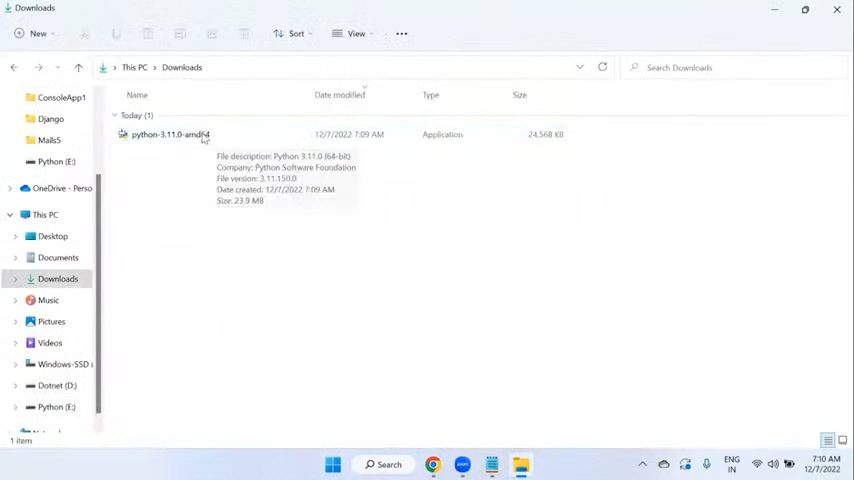 Downloads
New
Sort
View
This PC
Downloads
Search Downloads
Name
Date modified
Type
Size
Today (1)
python-3.11.0-amd64
12/7/2022 7:09 AM
Application
24,568 KB
File description: Python 3.11.0 (64-bit)
Company: Python Software Foundation
File version: 3.11.150.0
Date created: 12/7/2022 7:09 AM
Size: 23.9 MB
ConsoleApp1
Django
Mails5
Python (E:)
OneDrive - Perso
This PC
Desktop
Documents
Downloads
Music
Pictures
Videos
Windows-SSD (
Dotnet (D:)
Python (E:)
1 item
Search
zoom
ENG
IN
7:10 AM
12/7/2022